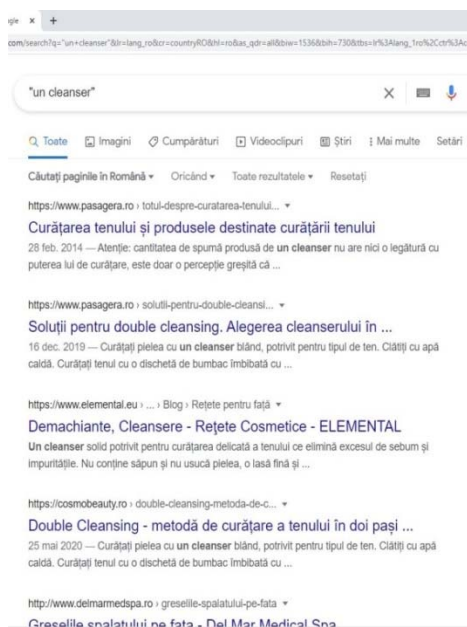 gle × +
com/search?q="un+cleanser"&lr=lang_ro&cr=countryRO&hl=ro&as_qdr=all&biw=1536&bih=730&tbs=lr%3Alang_1ro%2Cctr%3Ac
"un cleanser"
Toate Imagini Cumpărături Videoclipuri Știri Mai multe Setări
Căutați paginile în Română Oricând Toate rezultatele Resetați
https://www.pasagera.ro › totul-despre-curatarea-tenului...
Curățarea tenului și produsele destinate curățării tenului
28 feb. 2014 — Atenție: cantitatea de spumă produsă de un cleanser nu are nici o legătură cu
puterea lui de curățare, este doar o percepție greșită că ...
https://www.pasagera.ro › solutii-pentru-double-cleansi...
Soluții pentru double cleansing. Alegerea cleanserului în ...
16 dec. 2019 — Curățați pielea cu un cleanser blând, potrivit pentru tipul de ten. Clătiți cu apă
caldă. Curățați tenul cu o dischetă de bumbac îmbibată cu ...
https://www.elemental.eu › ... › Blog › Rețete pentru față
Demachiante, Cleansere - Rețete Cosmetice - ELEMENTAL
Un cleanser solid potrivit pentru curățarea delicată a tenului ce elimină excesul de sebum și
impuritățile. Nu conține săpun și nu usucă pielea, o lasă fină și ...
https://cosmobeauty.ro › double-cleansing-metoda-de-c...
Double Cleansing - metodă de curățare a tenului în doi pași ...
25 mai 2020 — Curățați pielea cu un cleanser blând, potrivit pentru tipul de ten. Clătiți cu apă
caldă. Curățați tenul cu o dischetă de bumbac îmbibată cu ...
http://www.delmarmedspa.ro › greselile-spalatului-pe-fata
Greselile spalatului pe fata - Del Mar Medical Spa